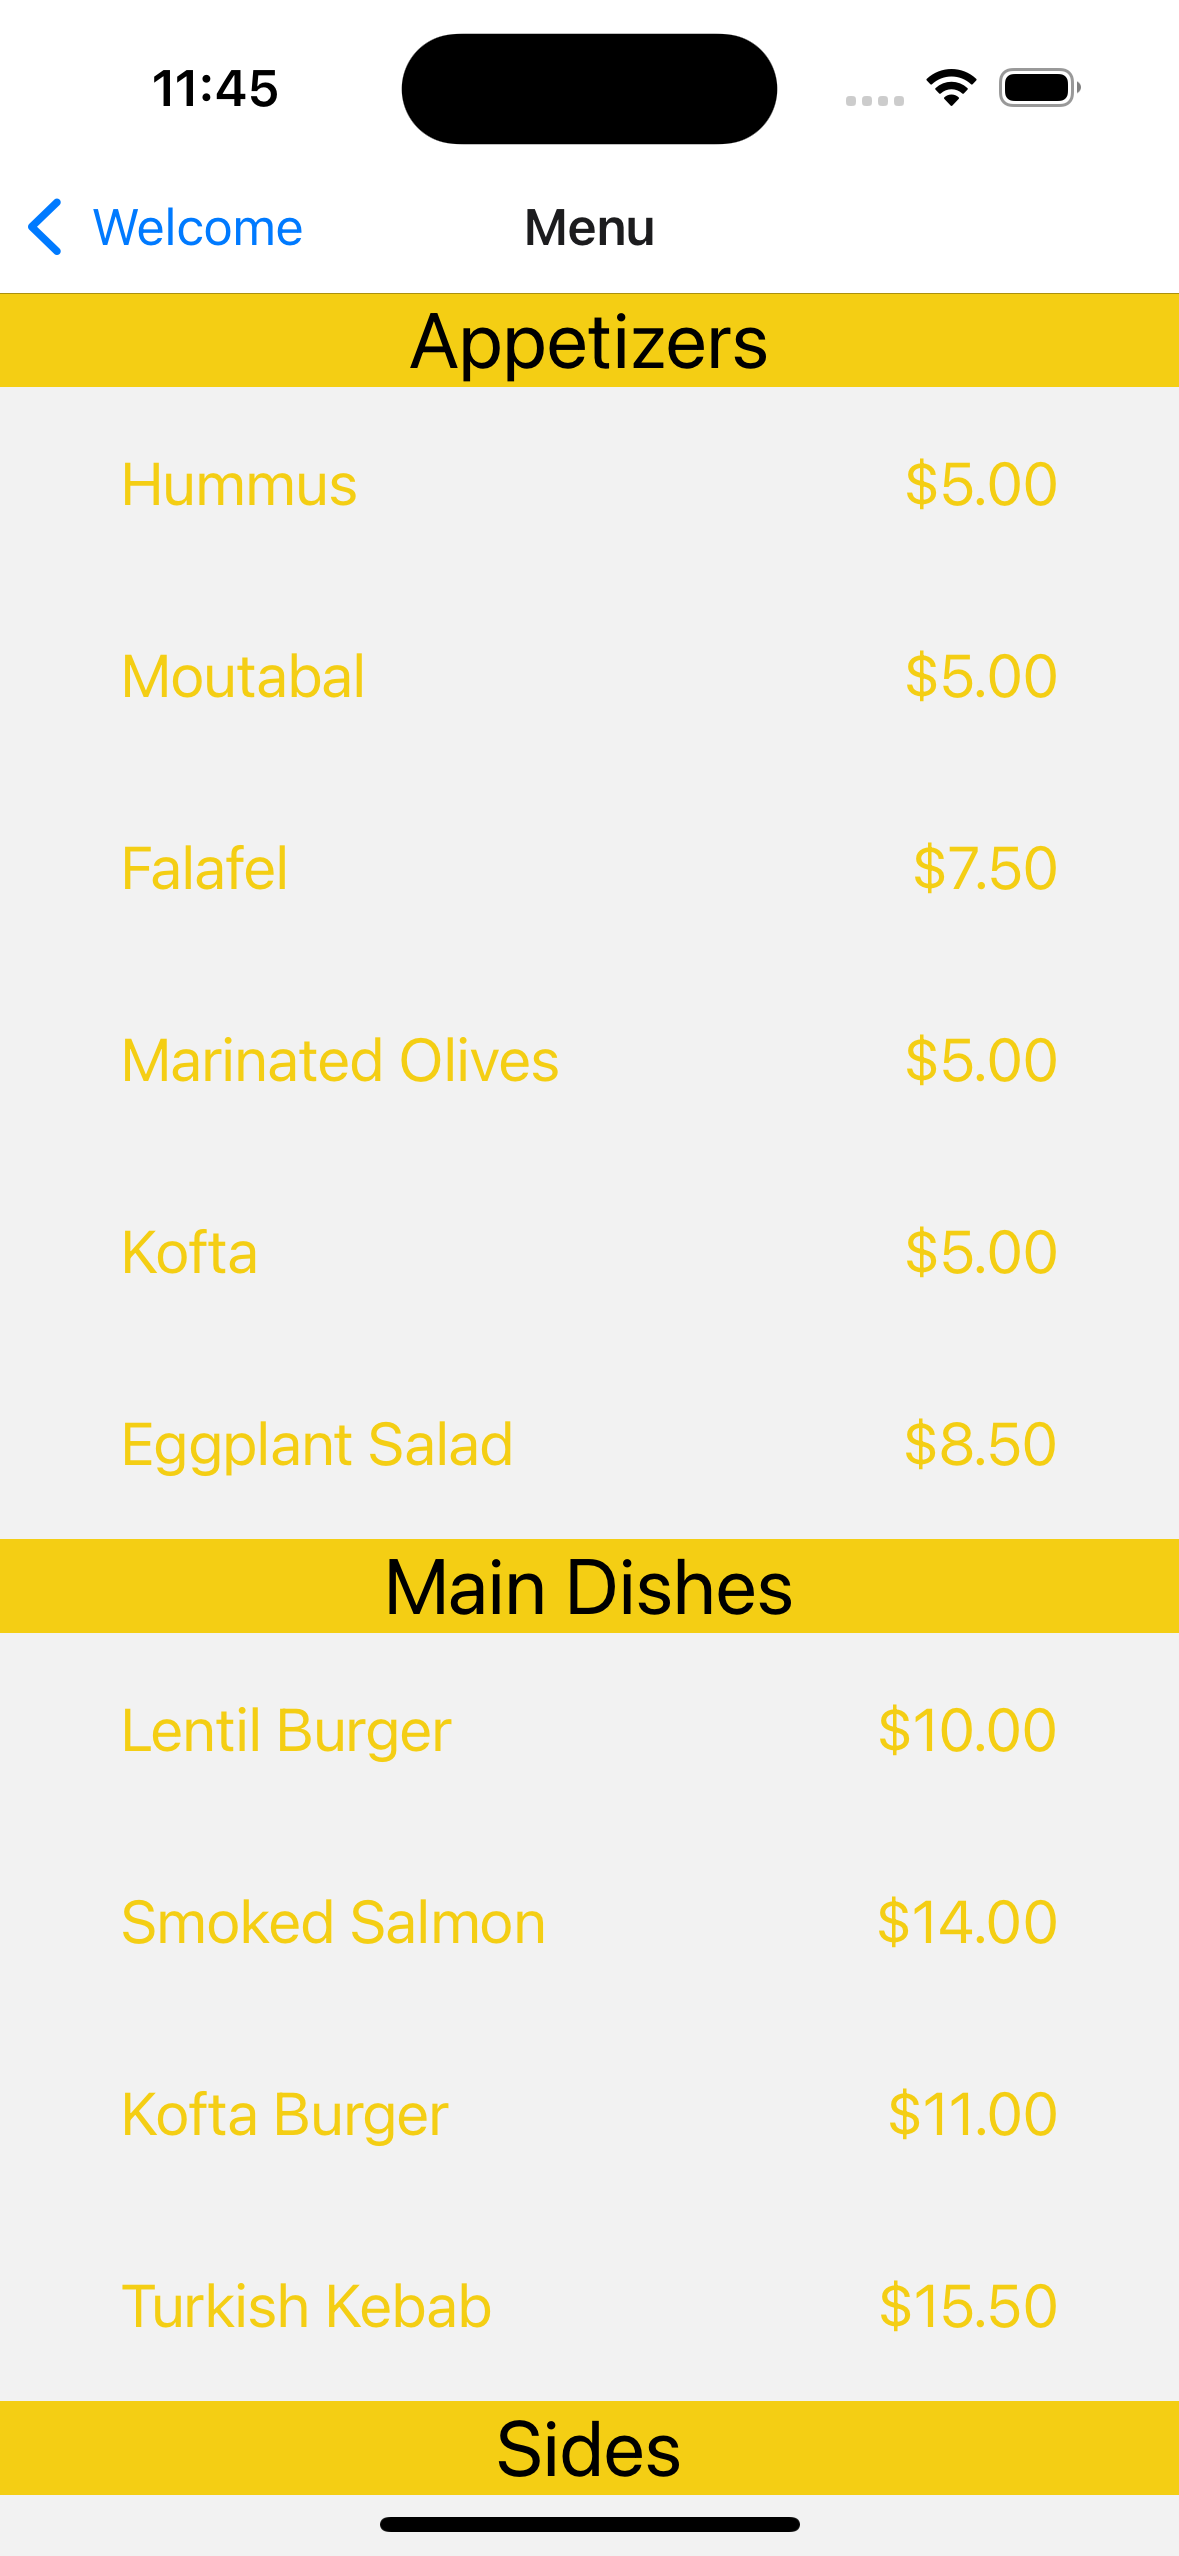 11:45
Welcome Menu
Appetizers
Hummus $5.00
Moutabal $5.00
Falafel $7.50
Marinated Olives $5.00
Kofta $5.00
Eggplant Salad $8.50
Main Dishes
Lentil Burger $10.00
Smoked Salmon $14.00
Kofta Burger $11.00
Turkish Kebab $15.50
Sides